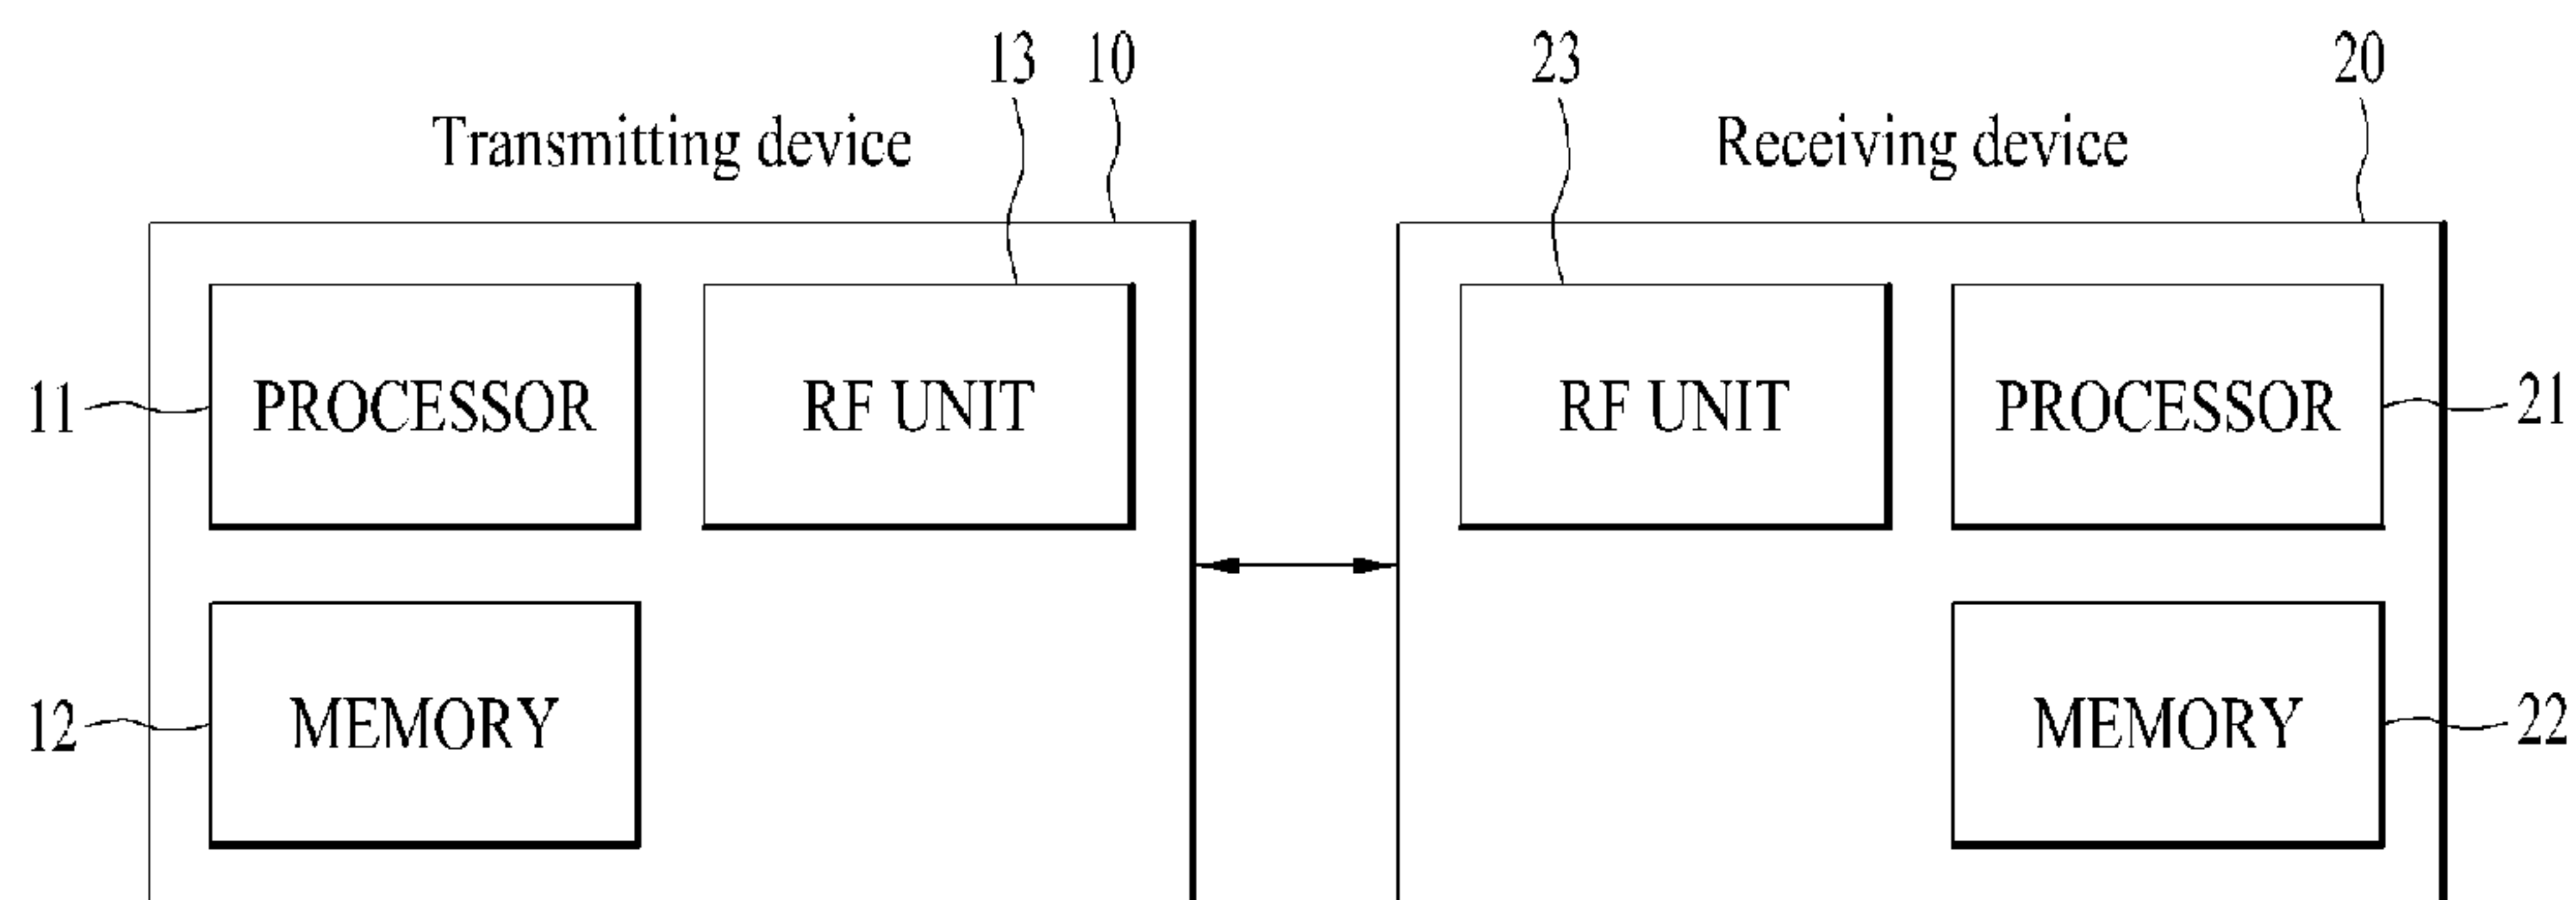 13 10 23 20
Transmitting device Receiving device
11 PROCESSOR RF UNIT RF UNIT PROCESSOR 21
12 MEMORY MEMORY 22